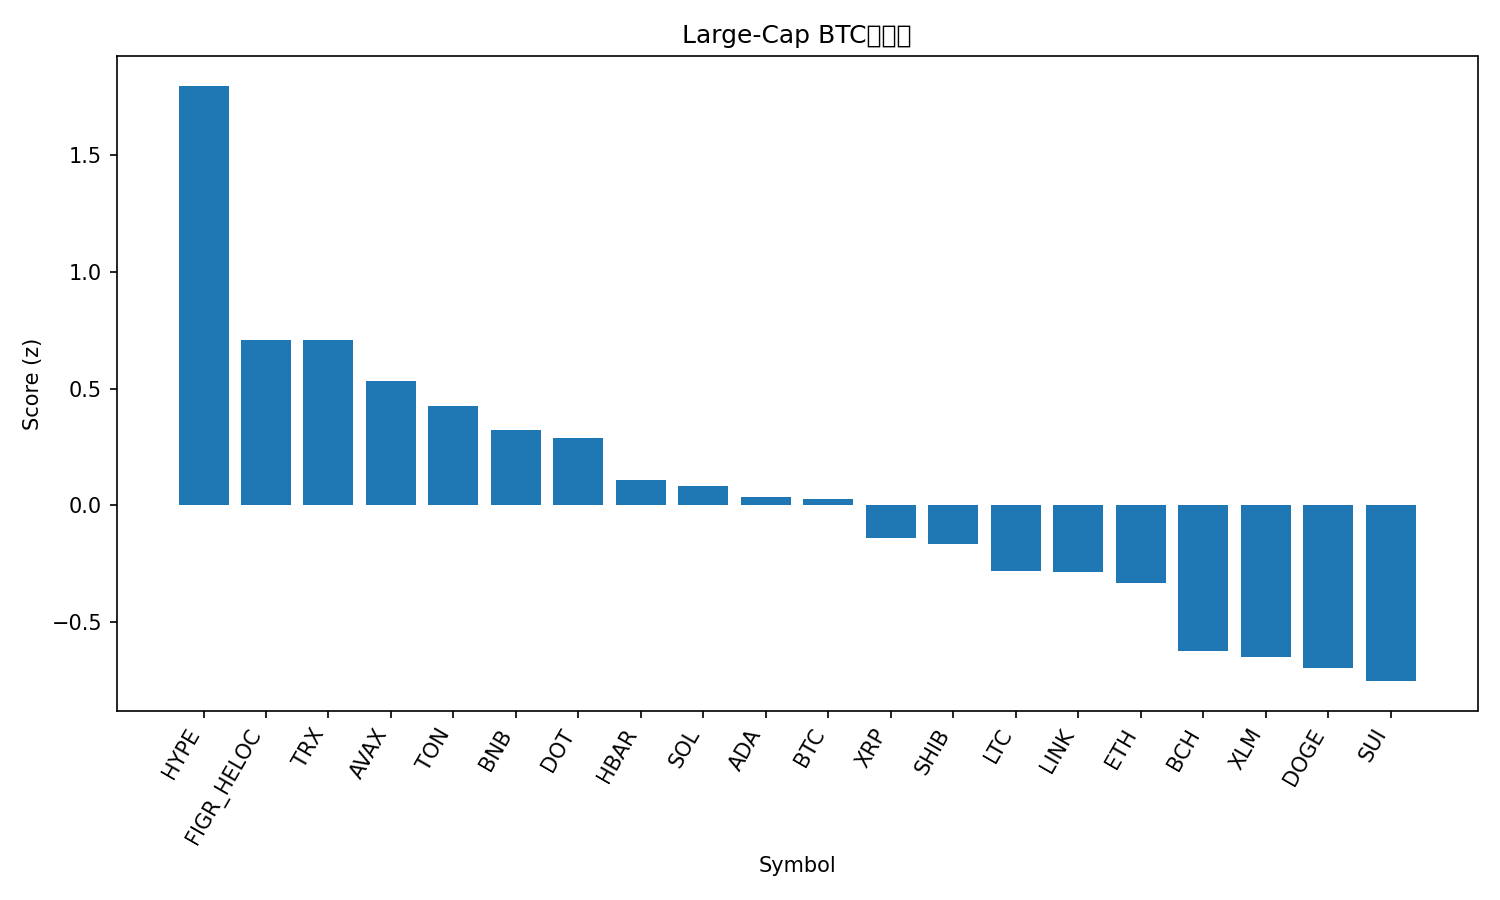 Large-Cap BTC
Score (z)
1.5
1.0
0.5
0.0
−0.5
HYPE
FIGR_HELOC
TRX
AVAX
TON
BNB
DOT
HBAR
SOL
ADA
BTC
XRP
SHIB
LTC
LINK
ETH
BCH
XLM
DOGE
SUI
Symbol